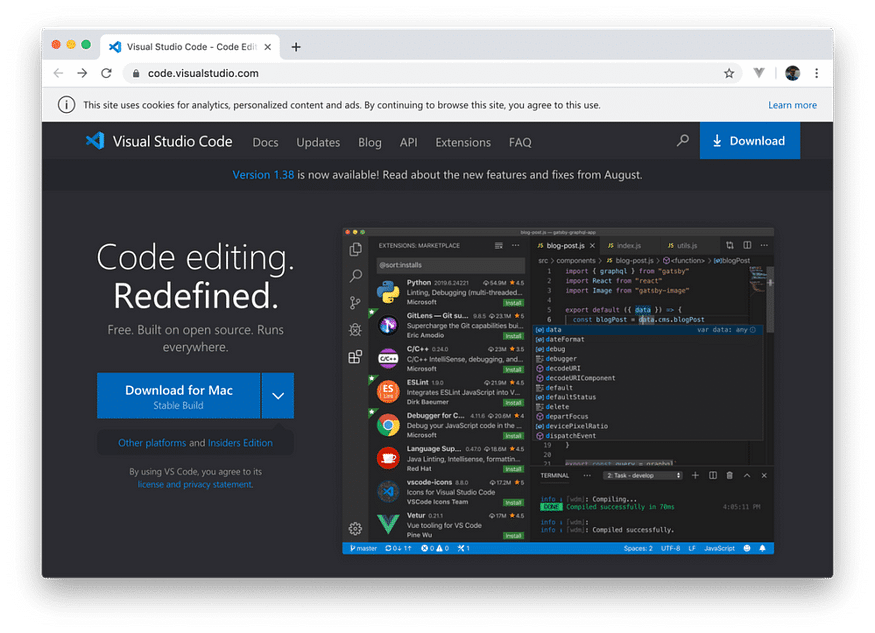 Visual Studio Code - Code Edit
code.visualstudio.com
This site uses cookies for analytics, personalized content and ads. By continuing to browse this site, you agree to this use.
Learn more
Visual Studio Code
Docs
Updates
Blog
API
Extensions
FAQ
Download
Version 1.38 is now available! Read about the new features and fixes from August.
Code editing.
Redefined.
Free. Built on open source. Runs
everywhere.
Download for Mac
Stable Build
Other platforms and Insiders Edition
By using VS Code, you agree to its
license and privacy statement.
blog-post.js — gatsby-graphql-app
EXTENSIONS: MARKETPLACE
@sort:installs
Python 2019.6.24221 54.9M 4.5
Linting, Debugging (multi-threaded...
Microsoft Install
GitLens — Git su... 9.8.5 23.1M 5
Supercharge the Git capabilities bui...
Eric Amodio Install
C/C++ 0.24.0 23M 3.5
C/C++ IntelliSense, debugging, and...
Microsoft Install
ESLint 1.9.0 21.9M 4.5
Integrates ESLint JavaScript into V...
Dirk Baeumer Install
Debugger for C... 4.11.6 20.6M 4
Debug your JavaScript code in the...
Microsoft Install
Language Sup... 0.47.0 18.6M 4.5
Java Linting, Intellisense, formattin...
Red Hat Install
vscode-icons 8.8.0 17.2M 5
Icons for Visual Studio Code
VSCode Icons Team Install
Vetur 0.21.1 17M 4.5
Vue tooling for VS Code
Pine Wu Install
JS blog-post.js
JS index.js
JS utils.js
src > components > JS blog-post.js > <function> > blogPost
1 import { graphql } from "gatsby"
2 import React from "react"
3 import Image from "gatsby-image"
4
5 export default ({ data }) => {
6 const blogPost = data.cms.blogPost
data var data: any
dateFormat
debug
debugger
decodeURI
decodeURIComponent
default
defaultStatus
delete
departFocus
devicePixelRatio
dispatchEvent
19 }
20
21 export const query = graphql`
TERMINAL
2: Task - develop
info : [wdm]: Compiling...
DONE Compiled successfully in 70ms 4:05:11 PM
info : [wdm]:
info : [wdm]: Compiled successfully.
master 0↓ 1↑ 0 0 1
Spaces: 2 UTF-8 LF JavaScript